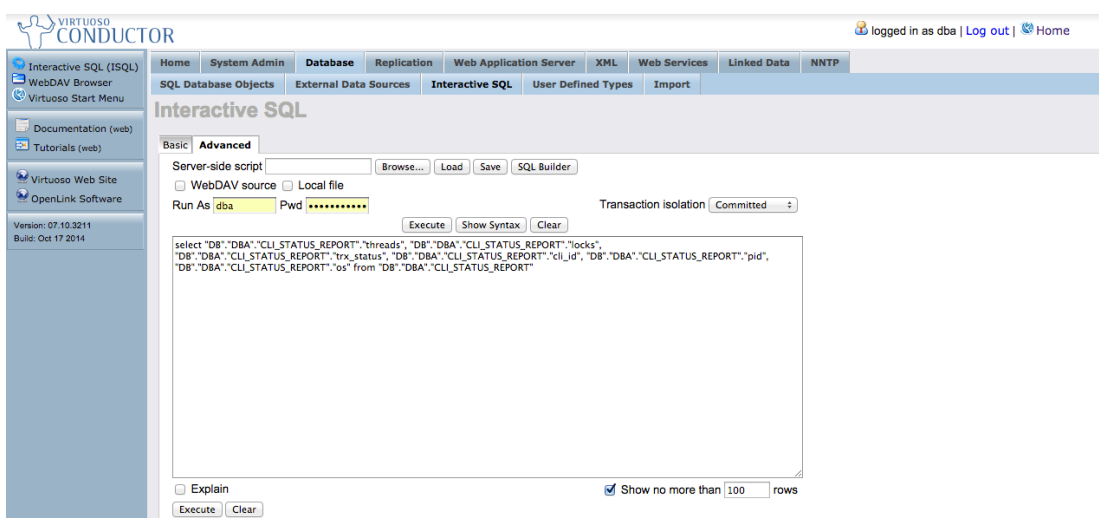 VIRTUOSO
CONDUCTOR
logged in as dba | Log out | Home
Interactive SQL (ISQL)
WebDAV Browser
Virtuoso Start Menu
Documentation (web)
Tutorials (web)
Virtuoso Web Site
OpenLink Software
Version: 07.10.3211
Build: Oct 17 2014
Home System Admin Database Replication Web Application Server XML Web Services Linked Data NNTP
SQL Database Objects External Data Sources Interactive SQL User Defined Types Import
Interactive SQL
Basic Advanced
Server-side script Browse... Load Save SQL Builder
WebDAV source Local file
Run As dba Pwd ••••••••••• Transaction isolation Committed
Execute Show Syntax Clear
select "DB"."DBA"."CLI_STATUS_REPORT"."threads", "DB"."DBA"."CLI_STATUS_REPORT"."locks",
"DB"."DBA"."CLI_STATUS_REPORT"."trx_status", "DB"."DBA"."CLI_STATUS_REPORT"."cli_id", "DB"."DBA"."CLI_STATUS_REPORT"."pid",
"DB"."DBA"."CLI_STATUS_REPORT"."os" from "DB"."DBA"."CLI_STATUS_REPORT"
Explain Show no more than 100 rows
Execute Clear